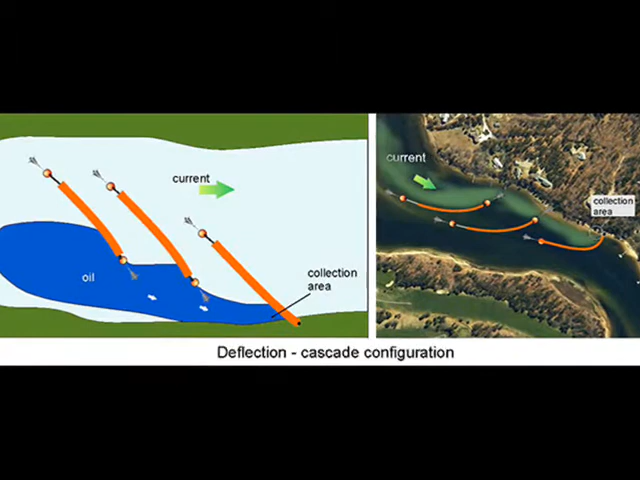 current
oil
collection
area
current
collection
area
Deflection - cascade configuration